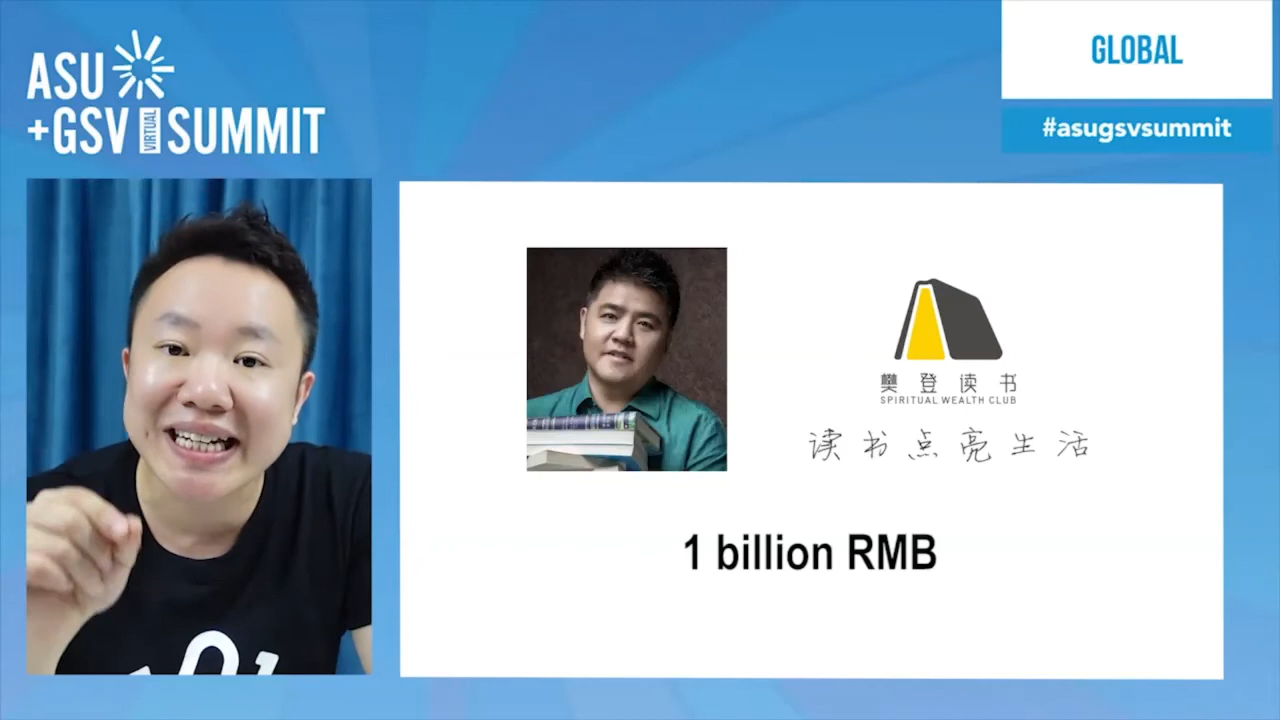 ASU
+GSV VIRTUAL SUMMIT
GLOBAL
#asugsvsummit
樊登读书
SPIRITUAL WEALTH CLUB
读书点亮生活
1 billion RMB